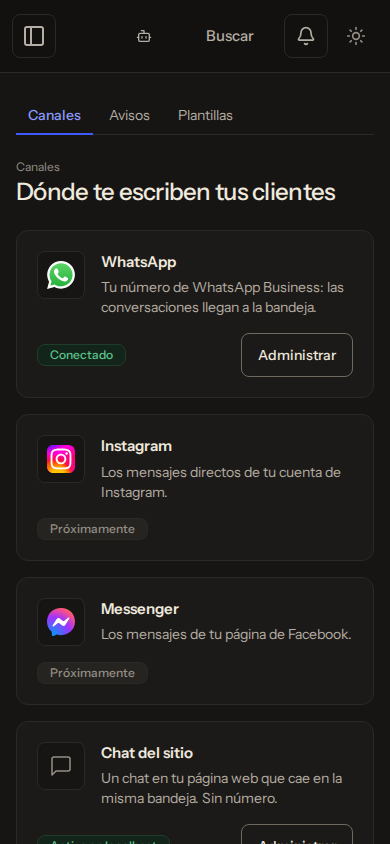 Buscar
Canales
Avisos
Plantillas
Canales
Dónde te escriben tus clientes
WhatsApp
Tu número de WhatsApp Business: las
conversaciones llegan a la bandeja.
Conectado
Administrar
Instagram
Los mensajes directos de tu cuenta de
Instagram.
Próximamente
Messenger
Los mensajes de tu página de Facebook.
Próximamente
Chat del sitio
Un chat en tu página web que cae en la
misma bandeja. Sin número.
Administrar